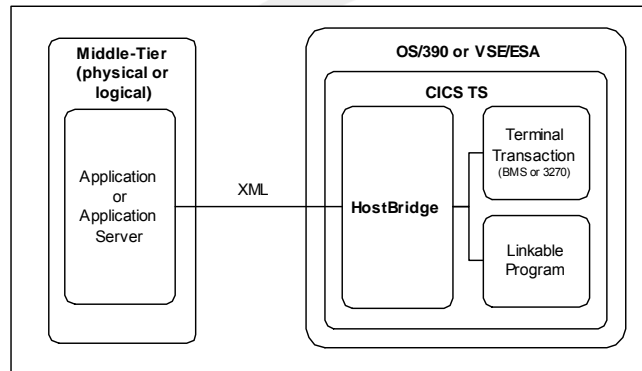 Middle-Tier
(physical or
logical)
Application
or
Application
Server
XML
OS/390 or VSE/ESA
CICS TS
HostBridge
Terminal
Transaction
(BMS or 3270)
Linkable
Program